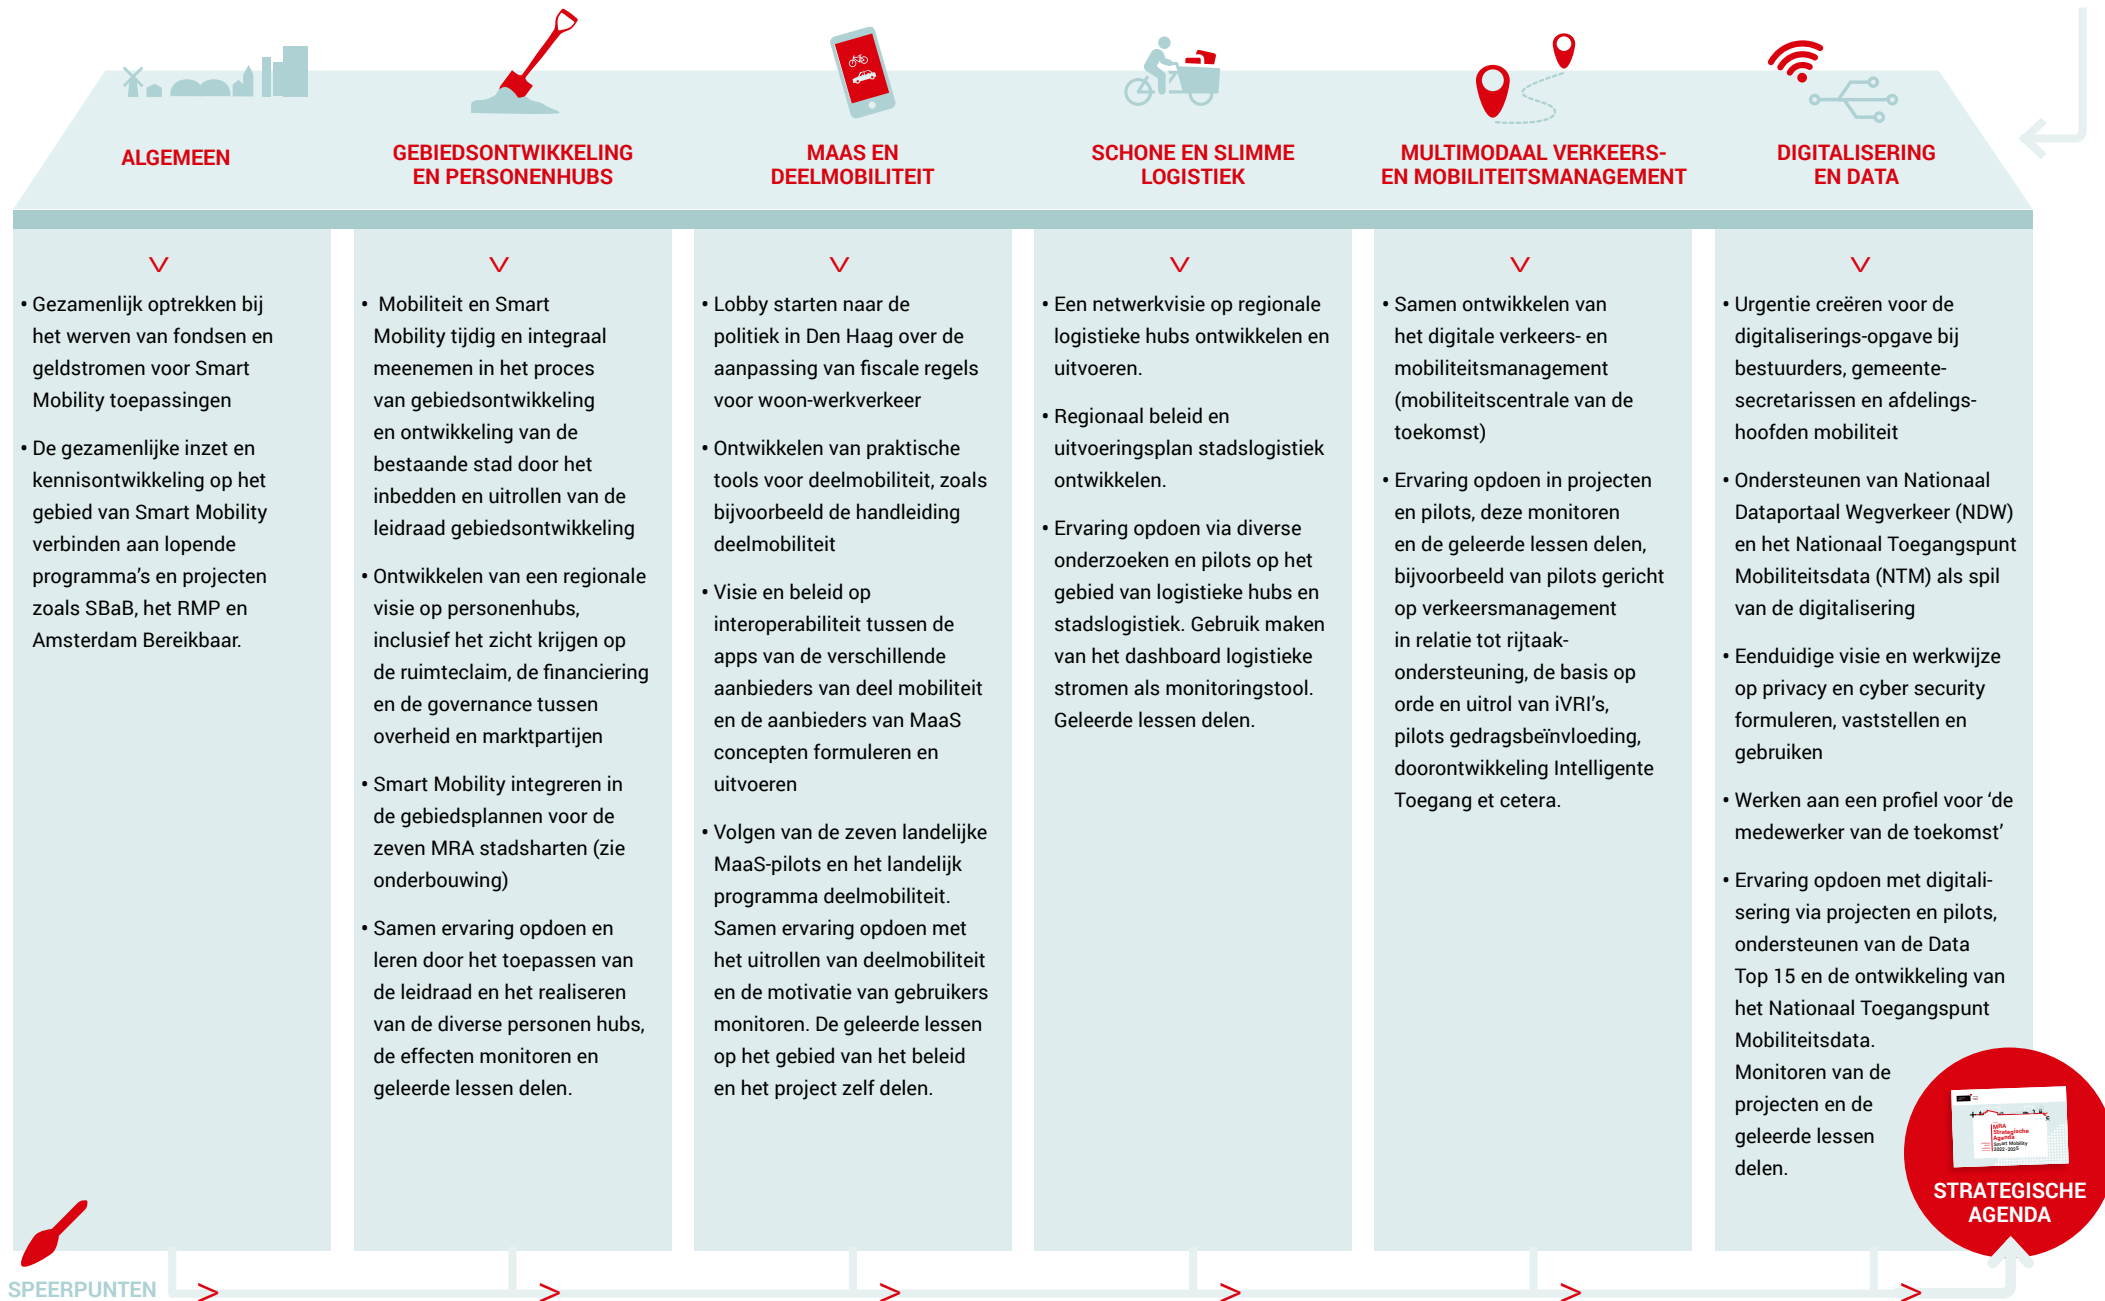 ALGEMEEN
• Gezamenlijk optrekken bij
het werven van fondsen en
geldstromen voor Smart
Mobility toepassingen
• De gezamenlijke inzet en
kennisontwikkeling op het
gebied van Smart Mobility
verbinden aan lopende
programma's en projecten
zoals SBaB, het RMP en
Amsterdam Bereikbaar.
GEBIEDSONTWIKKELING
EN PERSONENHUBS
• Mobiliteit en Smart
Mobility tijdig en integraal
meenemen in het proces
van gebiedsontwikkeling
en ontwikkeling van de
bestaande stad door het
inbedden en uitrollen van de
leidraad gebiedsontwikkeling
• Ontwikkelen van een regionale
visie op personenhubs,
inclusief het zicht krijgen op
de ruimteclaim, de financiering
en de governance tussen
overheid en marktpartijen
• Smart Mobility integreren in
de gebiedsplannen voor de
zeven MRA stadsharten (zie
onderbouwing)
• Samen ervaring opdoen en
leren door het toepassen van
de leidraad en het realiseren
van de diverse personen hubs,
de effecten monitoren en
geleerde lessen delen.
MAAS EN
DEELMOBILITEIT
• Lobby starten naar de
politiek in Den Haag over de
aanpassing van fiscale regels
voor woon-werkverkeer
• Ontwikkelen van praktische
tools voor deelmobiliteit, zoals
bijvoorbeeld de handleiding
deelmobiliteit
• Visie en beleid op
interoperabiliteit tussen de
apps van de verschillende
aanbieders van deel mobiliteit
en de aanbieders van MaaS
concepten formuleren en
uitvoeren
• Volgen van de zeven landelijke
MaaS-pilots en het landelijk
programma deelmobiliteit.
Samen ervaring opdoen met
het uitrollen van deelmobiliteit
en de motivatie van gebruikers
monitoren. De geleerde lessen
op het gebied van het beleid
en het project zelf delen.
SCHONE EN SLIMME
LOGISTIEK
• Een netwerkvisie op regionale
logistieke hubs ontwikkelen en
uitvoeren.
• Regionaal beleid en
uitvoeringsplan stadslogistiek
ontwikkelen.
• Ervaring opdoen via diverse
onderzoeken en pilots op het
gebied van logistieke hubs en
stadslogistiek. Gebruik maken
van het dashboard logistieke
stromen als monitoringstool.
Geleerde lessen delen.
MULTIMODAAL VERKEERS-
EN MOBILITEITSMANAGEMENT
• Samen ontwikkelen van
het digitale verkeers- en
mobiliteitsmanagement
(mobiliteitscentrale van de
toekomst)
• Ervaring opdoen in projecten
en pilots, deze monitoren
en de geleerde lessen delen,
bijvoorbeeld van pilots gericht
op verkeersmanagement
in relatie tot rijtaak-
ondersteuning, de basis op
orde en uitrol van iVRI's,
pilots gedragsbeïnvloeding,
doorontwikkeling Intelligente
Toegang et cetera.
DIGITALISERING
EN DATA
• Urgentie creëren voor de
digitaliserings-opgave bij
bestuurders, gemeente-
secretarissen en afdelings-
hoofden mobiliteit
• Ondersteunen van Nationaal
Dataportaal Wegverkeer (NDW)
en het Nationaal Toegangspunt
Mobiliteitsdata (NTM) als spil
van de digitalisering
• Eenduidige visie en werkwijze
op privacy en cyber security
formuleren, vaststellen en
gebruiken
• Werken aan een profiel voor ‘de
medewerker van de toekomst’
• Ervaring opdoen met digitali-
sering via projecten en pilots,
ondersteunen van de Data
Top 15 en de ontwikkeling van
het Nationaal Toegangspunt
Mobiliteitsdata.
Monitoren van de
projecten en de
geleerde lessen
delen.
MRA
Strategische
Agenda
Smart Mobility
2022-2025
STRATEGISCHE
AGENDA
SPEERPUNTEN